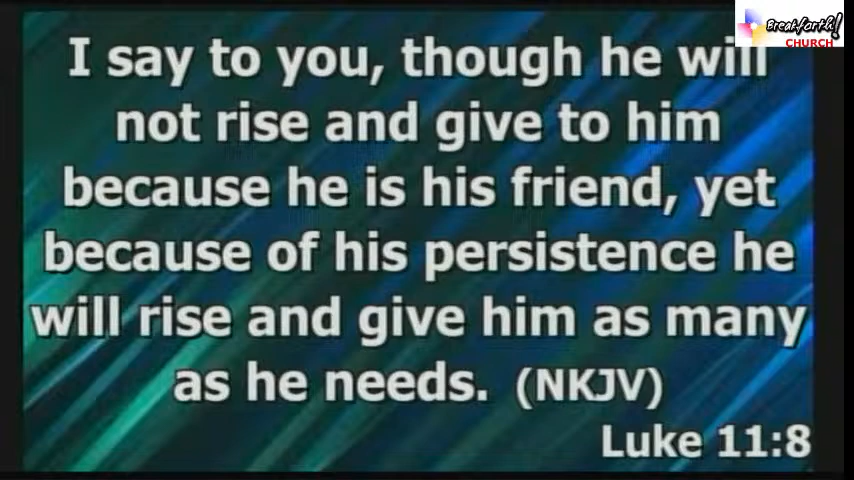 Breakforth!
CHURCH
I say to you, though he will
not rise and give to him
because he is his friend, yet
because of his persistence he
will rise and give him as many
as he needs. (NKJV)
Luke 11:8